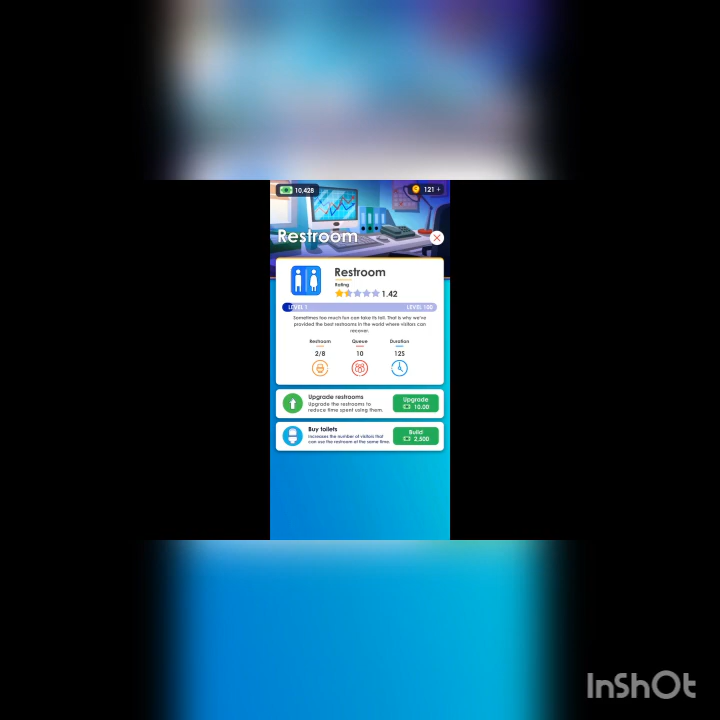 10,428
121 +
Restroom
Restroom
Rating
1.42
LEVEL 1
LEVEL 100
Sometimes too much fun can take its toll. That is why we've
provided the best restrooms in the world where visitors can
recover.
Restroom
Queue
Duration
2/8
10
12S
Upgrade restrooms
Upgrade the restrooms to
reduce time spent using them.
Upgrade
10.00
Buy toilets
Increases the number of visitors that
can use the restroom at the same time.
Build
2,500
InShOt